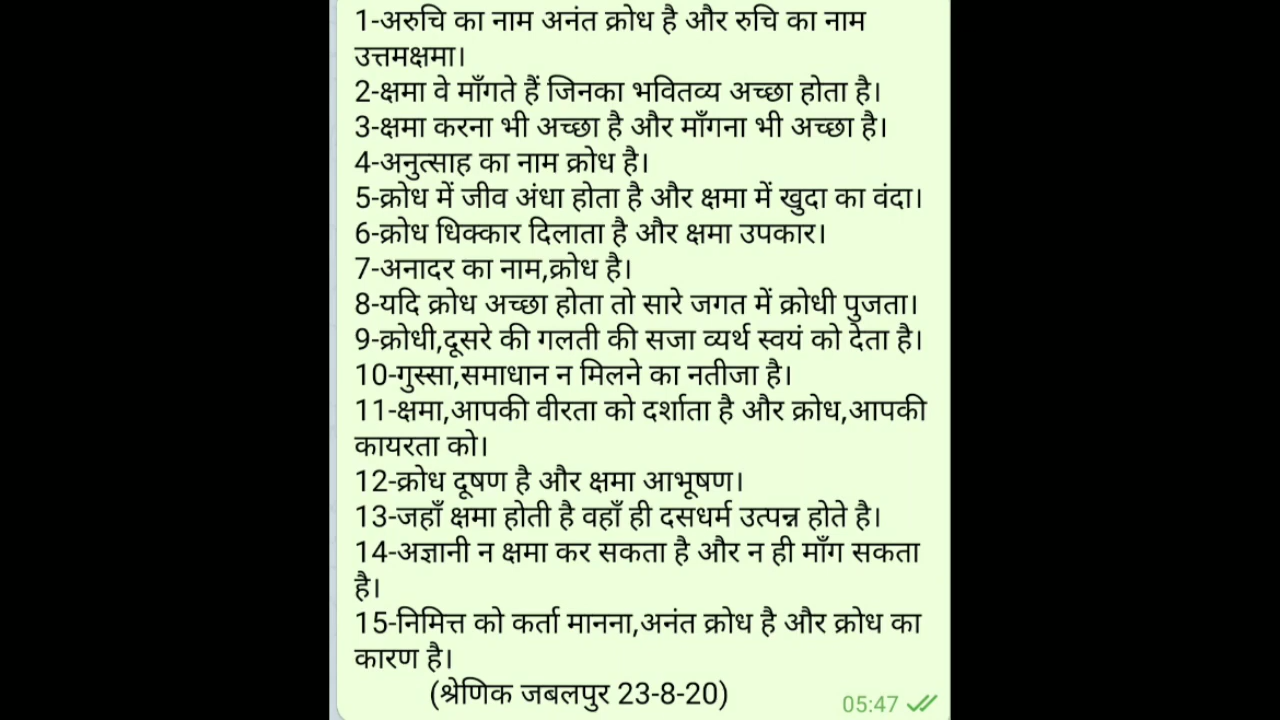 1-अरुचि का नाम अनंत क्रोध है और रुचि का नाम
उत्तमक्षमा।
2-क्षमा वे माँगते हैं जिनका भवितव्य अच्छा होता है।
3-क्षमा करना भी अच्छा है और माँगना भी अच्छा है।
4-अनुत्साह का नाम क्रोध है।
5-क्रोध में जीव अंधा होता है और क्षमा में खुदा का वंदा।
6-क्रोध धिक्कार दिलाता है और क्षमा उपकार।
7-अनादर का नाम,क्रोध है।
8-यदि क्रोध अच्छा होता तो सारे जगत में क्रोधी पुजता।
9-क्रोधी,दूसरे की गलती की सजा व्यर्थ स्वयं को देता है।
10-गुस्सा,समाधान न मिलने का नतीजा है।
11-क्षमा,आपकी वीरता को दर्शाता है और क्रोध,आपकी
कायरता को।
12-क्रोध दूषण है और क्षमा आभूषण।
13-जहाँ क्षमा होती है वहाँ ही दसधर्म उत्पन्न होते है।
14-अज्ञानी न क्षमा कर सकता है और न ही माँग सकता
है।
15-निमित्त को कर्ता मानना,अनंत क्रोध है और क्रोध का
कारण है।
(श्रेणिक जबलपुर 23-8-20)
05:47